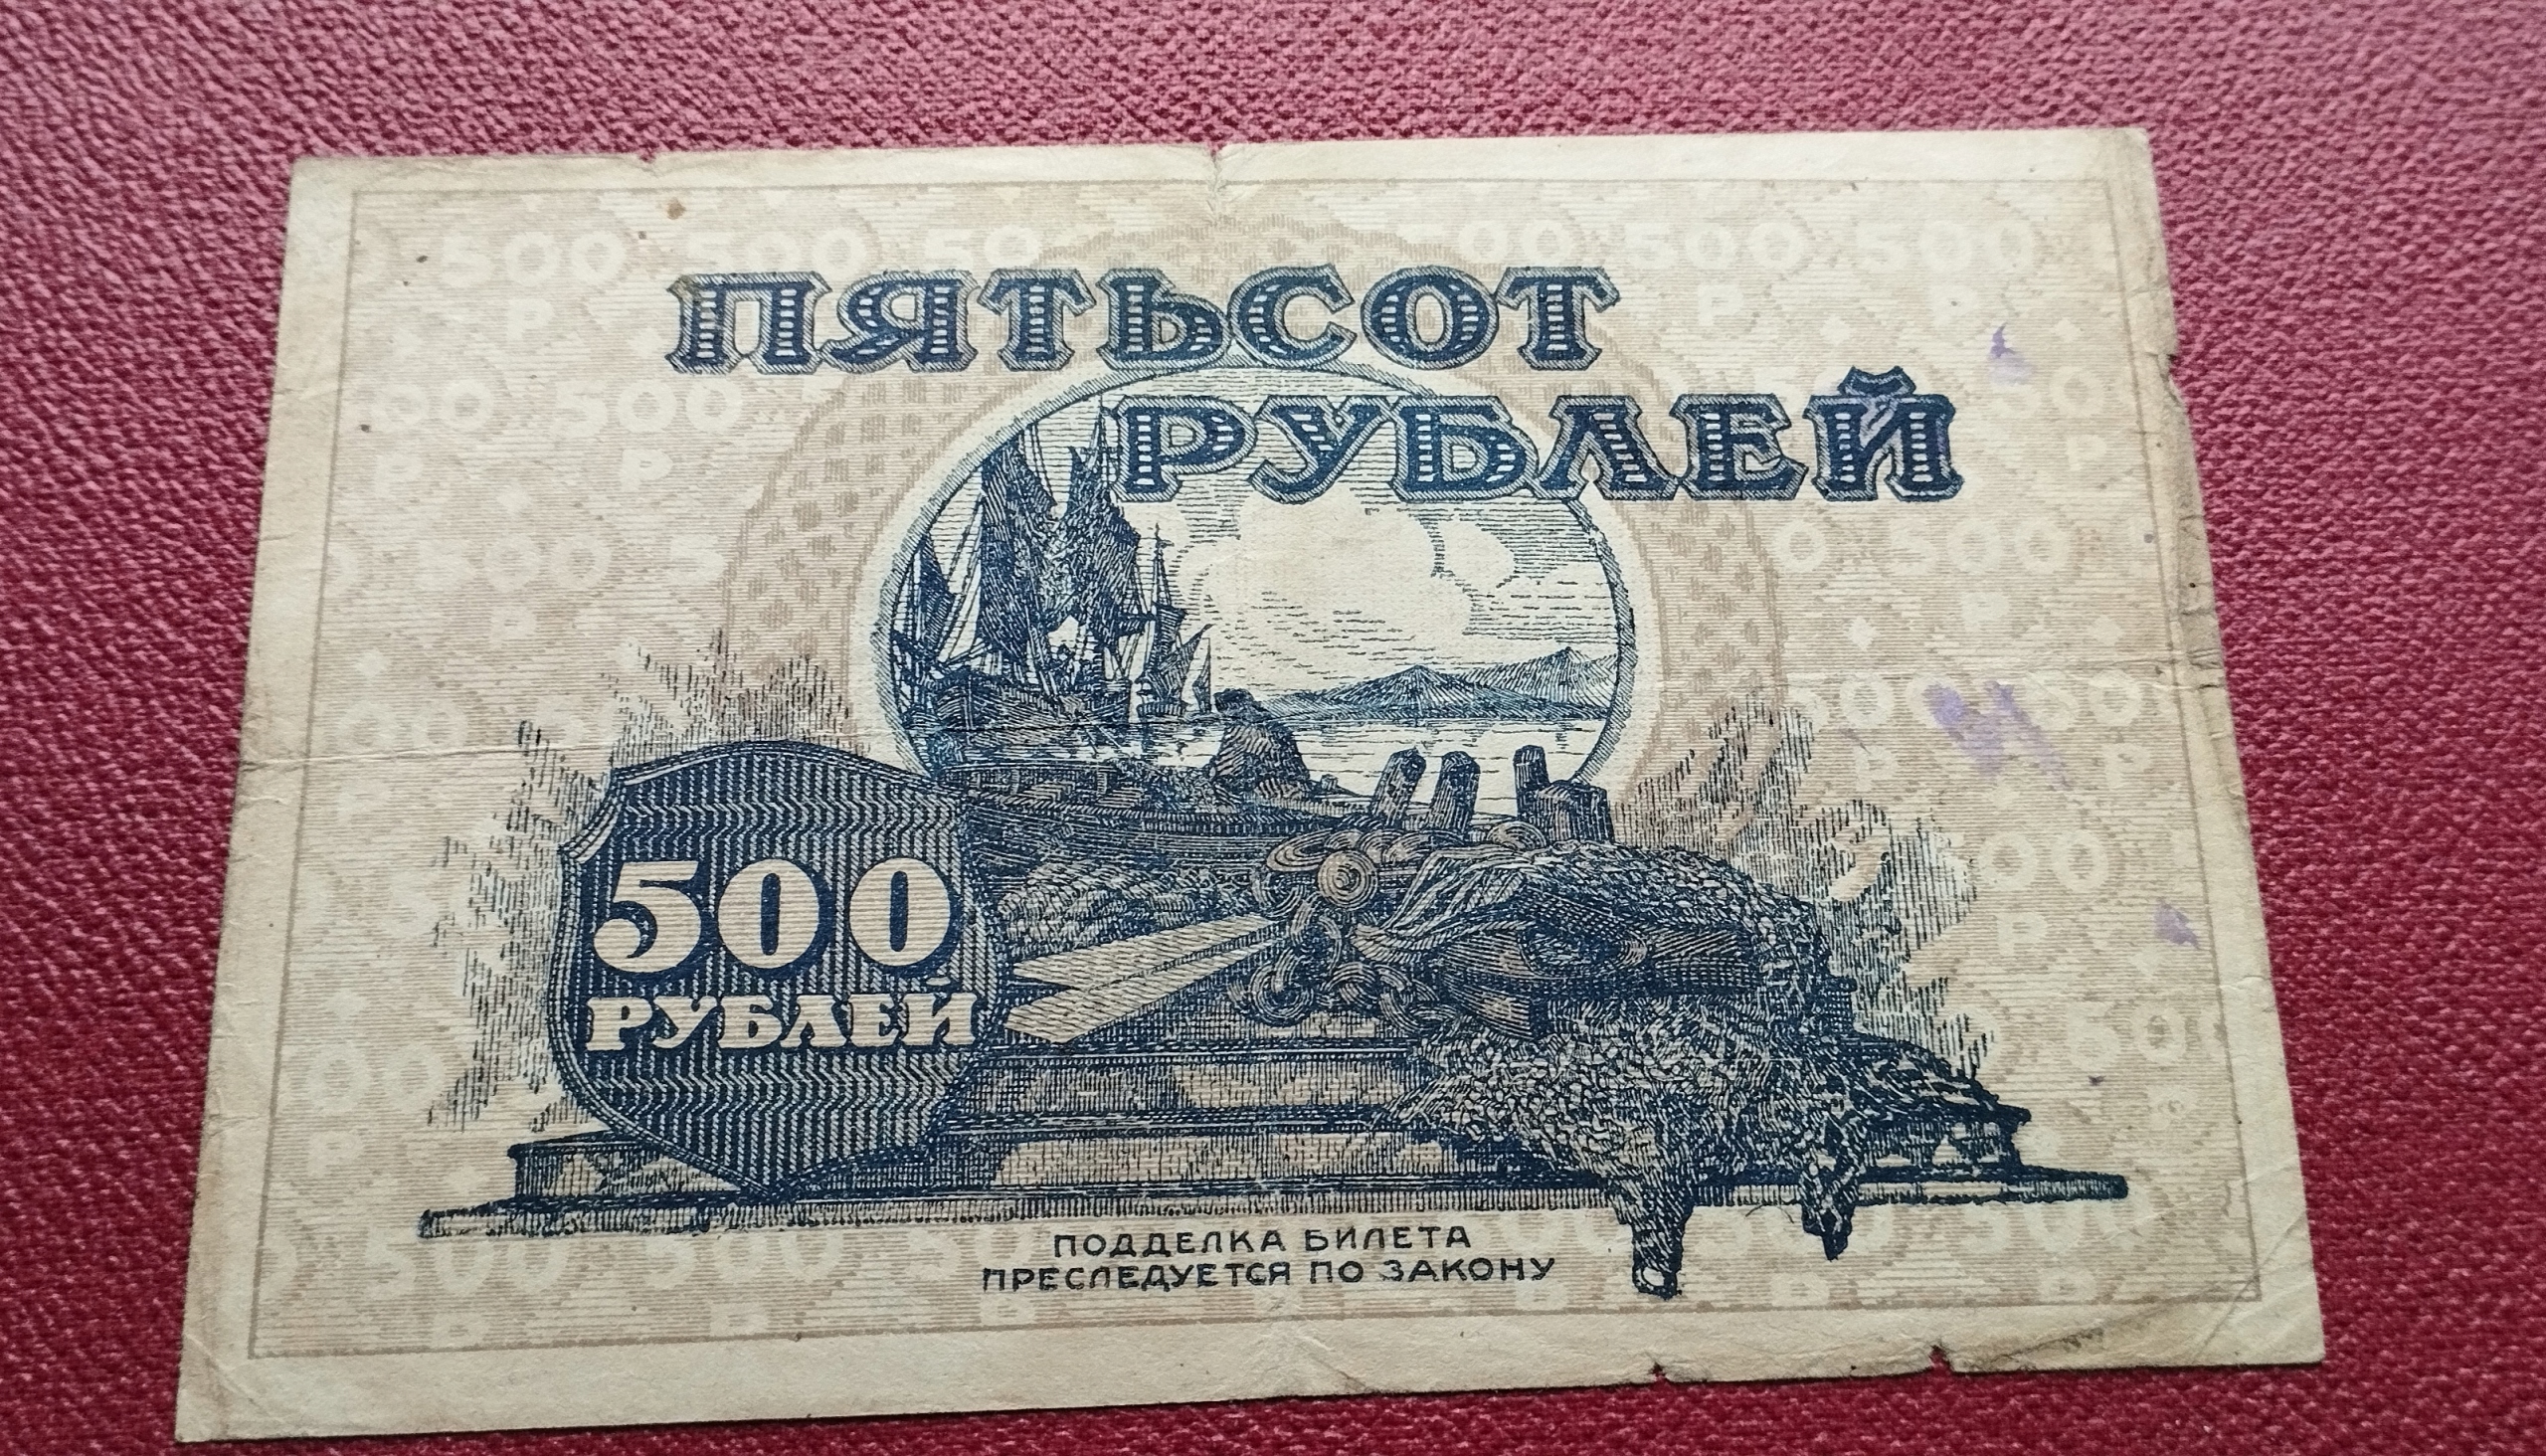 ПЯТЬСОТ
РУБЛЕЙ
500
РУБЛЕЙ
ПОДДЕЛКА БИЛЕТА
ПРЕСЛЕДУЕТСЯ ПО ЗАКОНУ